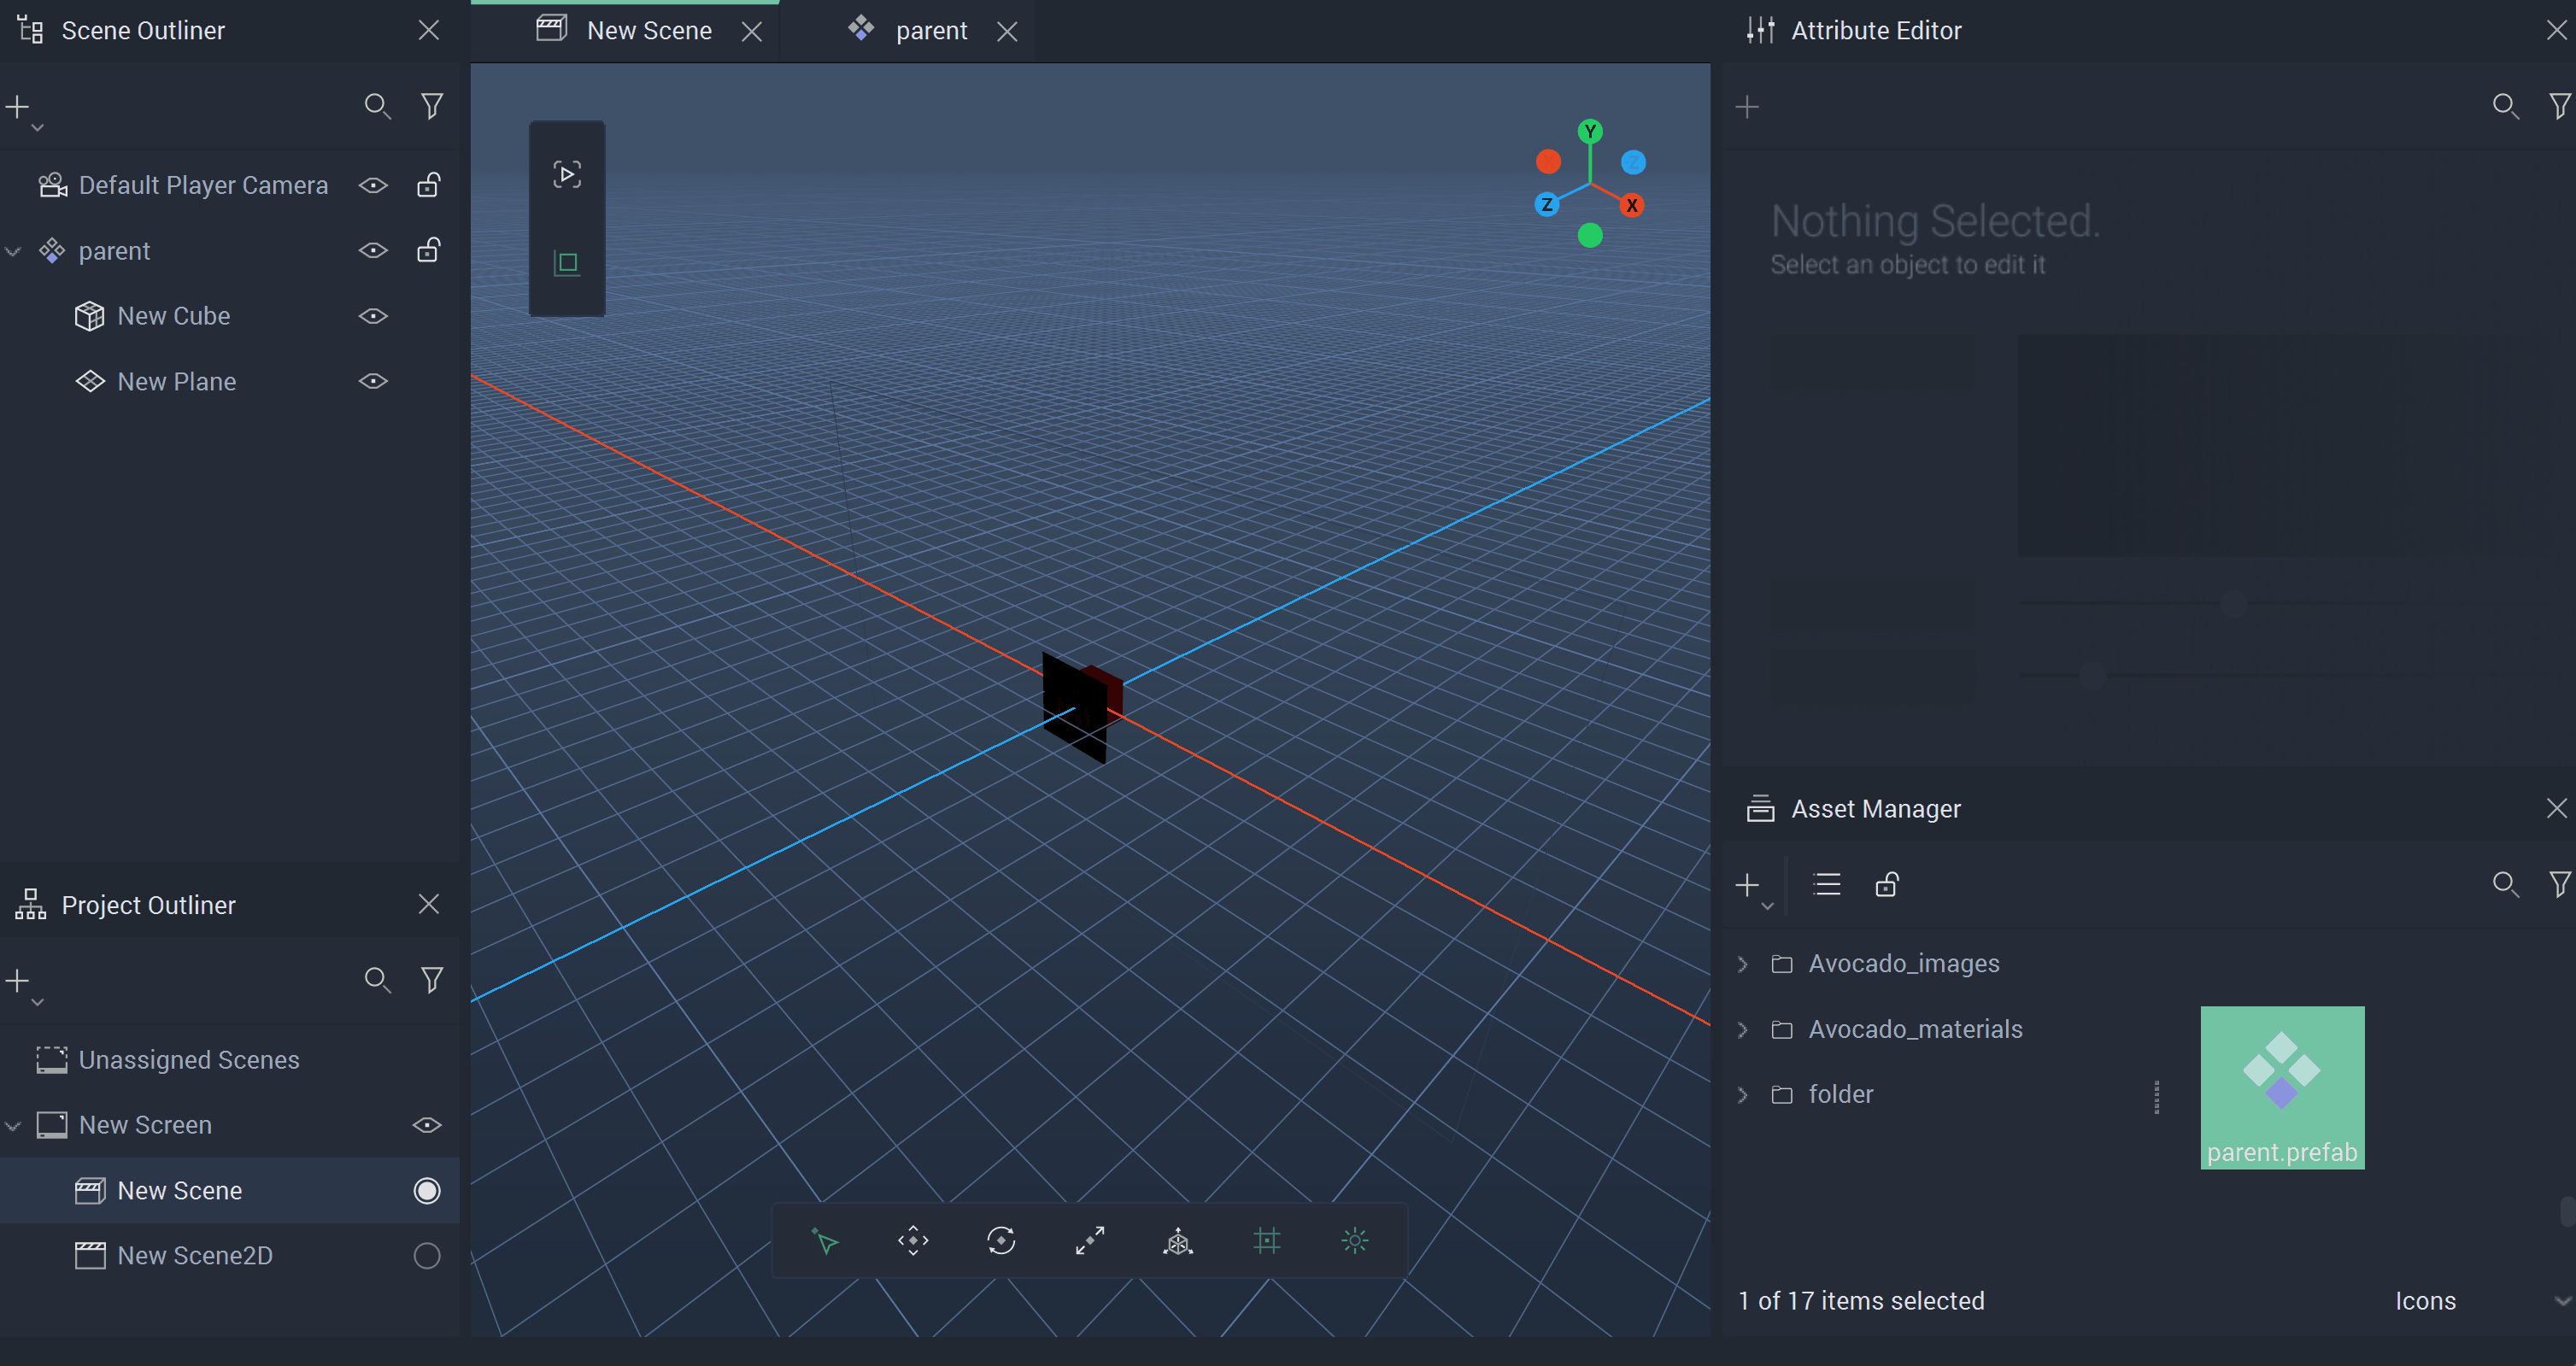 Scene Outliner
New Scene
parent
Attribute Editor
Default Player Camera
parent
New Cube
New Plane
Y
Z
Z
X
Nothing Selected.
Select an object to edit it
Project Outliner
Unassigned Scenes
New Screen
New Scene
New Scene2D
Asset Manager
Avocado_images
Avocado_materials
folder
parent.prefab
1 of 17 items selected
Icons